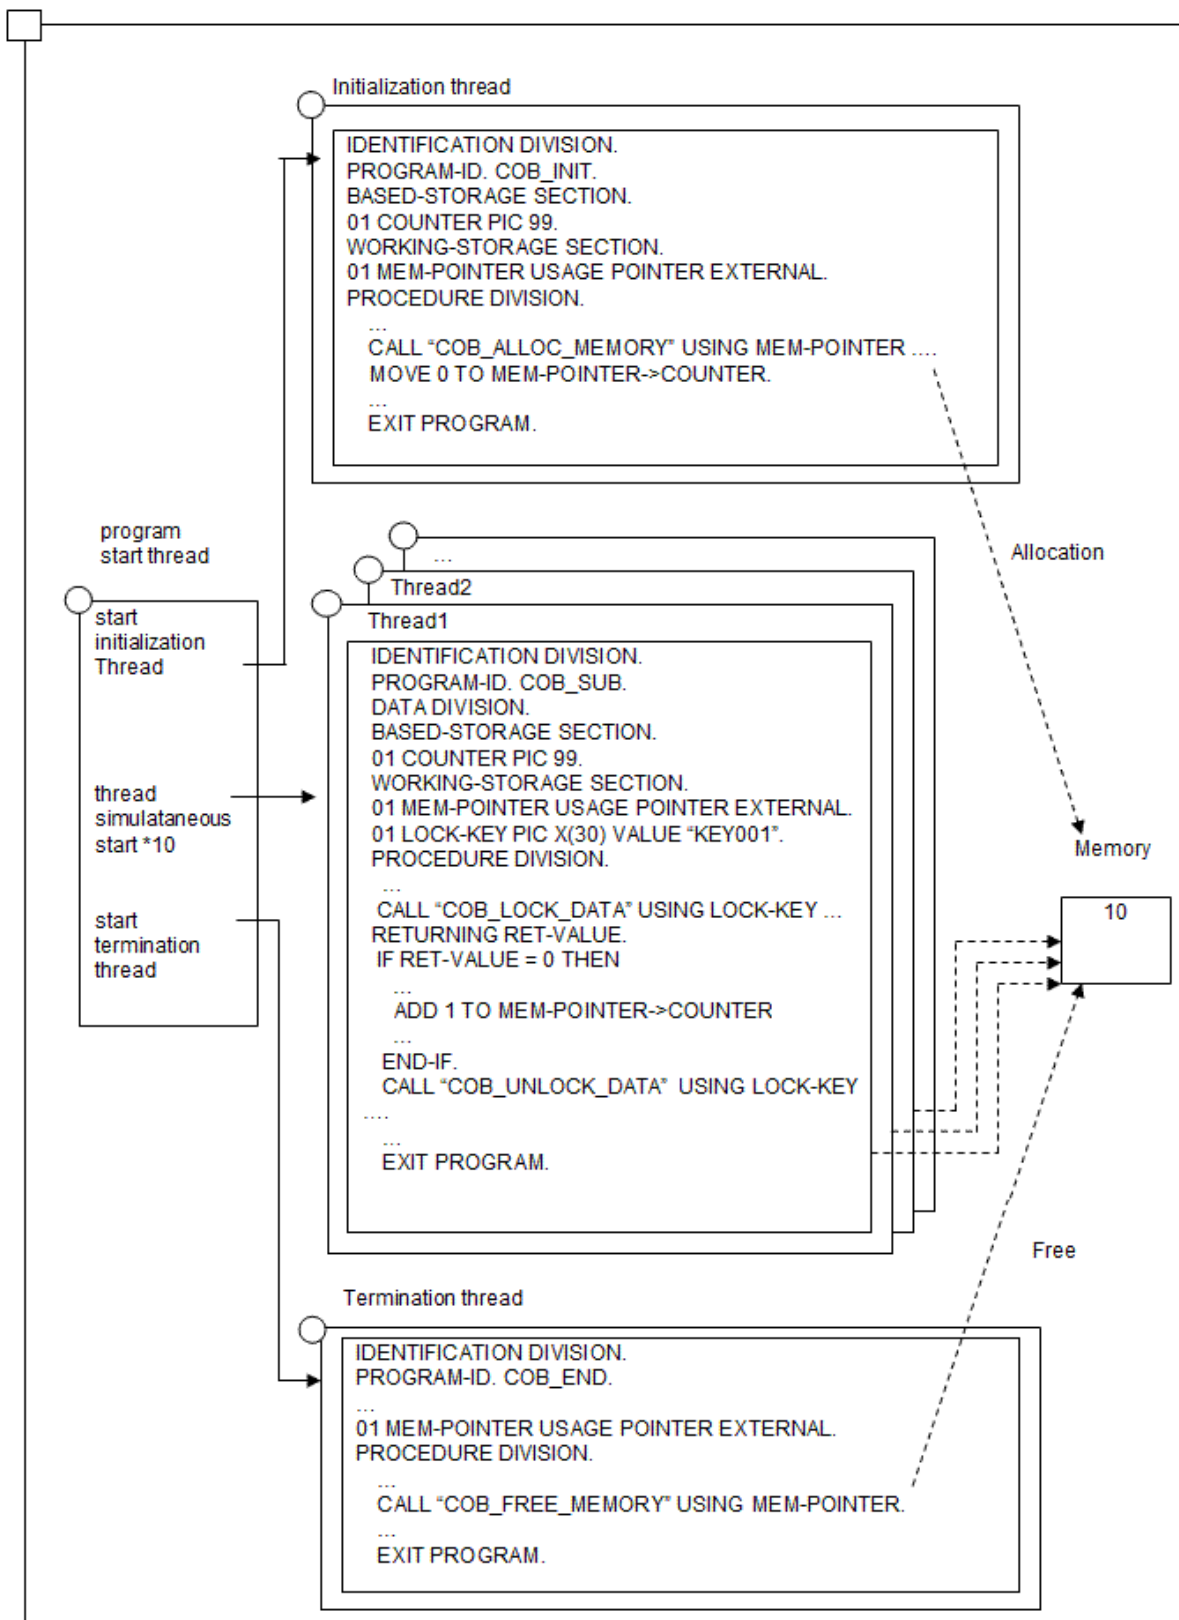 Initialization thread
IDENTIFICATION DIVISION.
PROGRAM-ID. COB_INIT.
BASED-STORAGE SECTION.
01 COUNTER PIC 99.
WORKING-STORAGE SECTION.
01 MEM-POINTER USAGE POINTER EXTERNAL.
PROCEDURE DIVISION.
...
CALL “COB_ALLOC_MEMORY” USING MEM-POINTER ....
MOVE 0 TO MEM-POINTER->COUNTER.
...
EXIT PROGRAM.
program
start thread
start
initialization
Thread
thread
simulataneous
start *10
start
termination
thread
...
Thread2
Thread1
IDENTIFICATION DIVISION.
PROGRAM-ID. COB_SUB.
DATA DIVISION.
BASED-STORAGE SECTION.
01 COUNTER PIC 99.
WORKING-STORAGE SECTION.
01 MEM-POINTER USAGE POINTER EXTERNAL.
01 LOCK-KEY PIC X(30) VALUE “KEY001”.
PROCEDURE DIVISION.
...
CALL “COB_LOCK_DATA” USING LOCK-KEY ...
RETURNING RET-VALUE.
IF RET-VALUE = 0 THEN
...
ADD 1 TO MEM-POINTER->COUNTER
...
END-IF.
CALL “COB_UNLOCK_DATA” USING LOCK-KEY
....
...
EXIT PROGRAM.
Allocation
Memory
10
Free
Termination thread
IDENTIFICATION DIVISION.
PROGRAM-ID. COB_END.
...
01 MEM-POINTER USAGE POINTER EXTERNAL.
PROCEDURE DIVISION.
...
CALL “COB_FREE_MEMORY” USING MEM-POINTER.
...
EXIT PROGRAM.